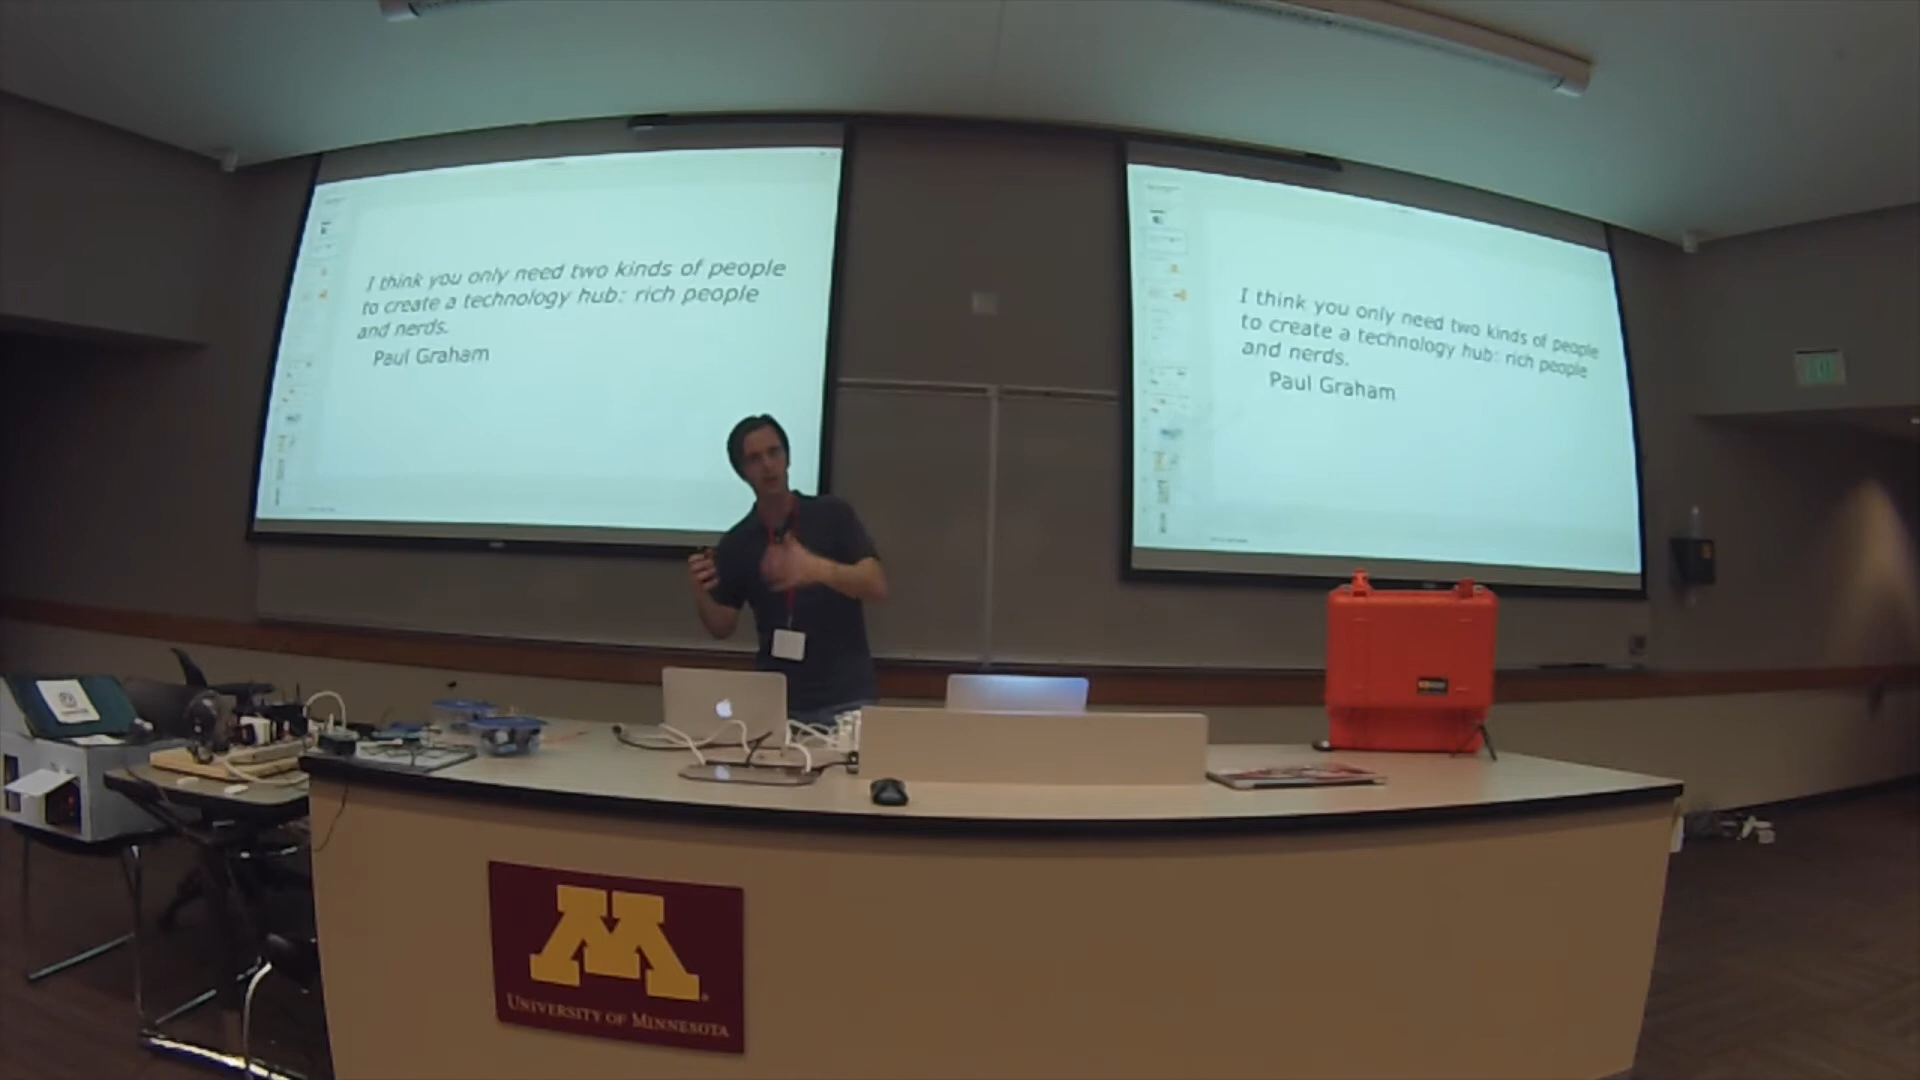 I think you only need two kinds of people
to create a technology hub: rich people
and nerds.
Paul Graham
I think you only need two kinds of people
to create a technology hub: rich people
and nerds.
Paul Graham
M
UNIVERSITY OF MINNESOTA